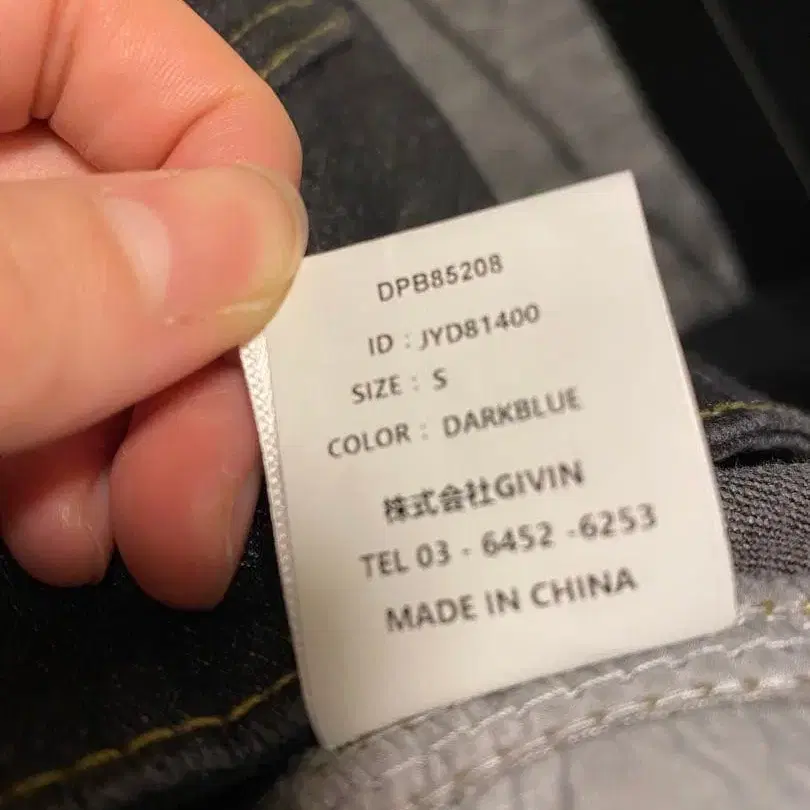 DPB85208
ID : JYD81400
SIZE : S
COLOR : DARKBLUE
株式会社GIVIN
TEL 03 - 6452 -6253
MADE IN CHINA